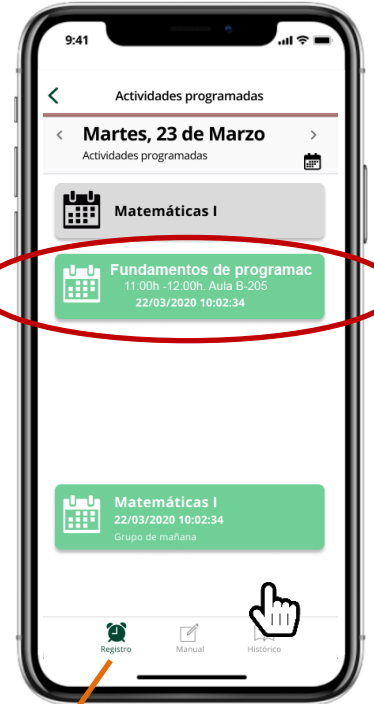 9:41
Actividades programadas
Martes, 23 de Marzo
Actividades programadas
Matemáticas I
Fundamentos de programac
11:00h -12:00h. Aula B-205
22/03/2020 10:02:34
Matemáticas I
22/03/2020 10:02:34
Grupo de mañana
Registro
Manual
Histórico